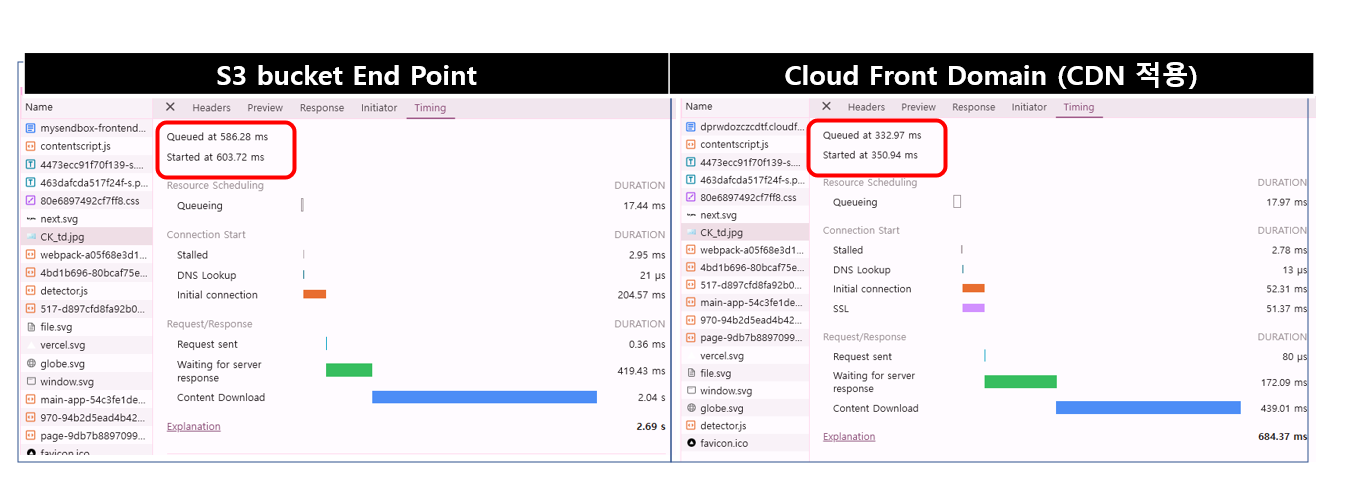 S3 bucket End Point
Name
mysendbox-frontend...
contentscript.js
4473ecc91f70f139-s....
463dafcda517f24f-s.p...
80e6897492cf7ff8.css
next.svg
CK_td.jpg
webpack-a05f68e3d1...
4bd1b696-80bcaf75e...
detector.js
517-d897cfd8fa92b0...
file.svg
vercel.svg
globe.svg
window.svg
main-app-54c3fe1de...
970-94b2d5ead4b42...
page-9db7b8897099...
favicon.ico
Headers Preview Response Initiator Timing
Queued at 586.28 ms
Started at 603.72 ms
Resource Scheduling DURATION
Queueing 17.44 ms
Connection Start DURATION
Stalled 2.95 ms
DNS Lookup 21 μs
Initial connection 204.57 ms
Request/Response DURATION
Request sent 0.36 ms
Waiting for server
response 419.43 ms
Content Download 2.04 s
Explanation 2.69 s
Cloud Front Domain (CDN 적용)
Name
dprwdozczcdtf.cloudf...
contentscript.js
4473ecc91f70f139-s....
463dafcda517f24f-s.p...
80e6897492cf7ff8.css
next.svg
CK_td.jpg
webpack-a05f68e3d1...
4bd1b696-80bcaf75e...
517-d897cfd8fa92b0...
main-app-54c3fe1de...
970-94b2d5ead4b42...
page-9db7b8897099...
vercel.svg
file.svg
window.svg
globe.svg
detector.js
favicon.ico
Headers Preview Response Initiator Timing
Queued at 332.97 ms
Started at 350.94 ms
Resource Scheduling DURATION
Queueing 17.97 ms
Connection Start DURATION
Stalled 2.78 ms
DNS Lookup 13 μs
Initial connection 52.31 ms
SSL 51.37 ms
Request/Response DURATION
Request sent 80 μs
Waiting for server
response 172.09 ms
Content Download 439.01 ms
Explanation 684.37 ms